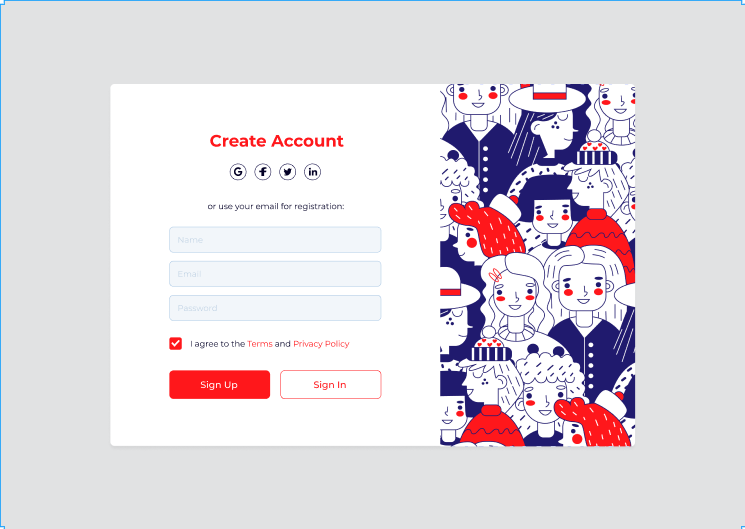 Create Account
G f in
or use your email for registration:
Name
Email
Password
I agree to the Terms and Privacy Policy
Sign Up Sign In